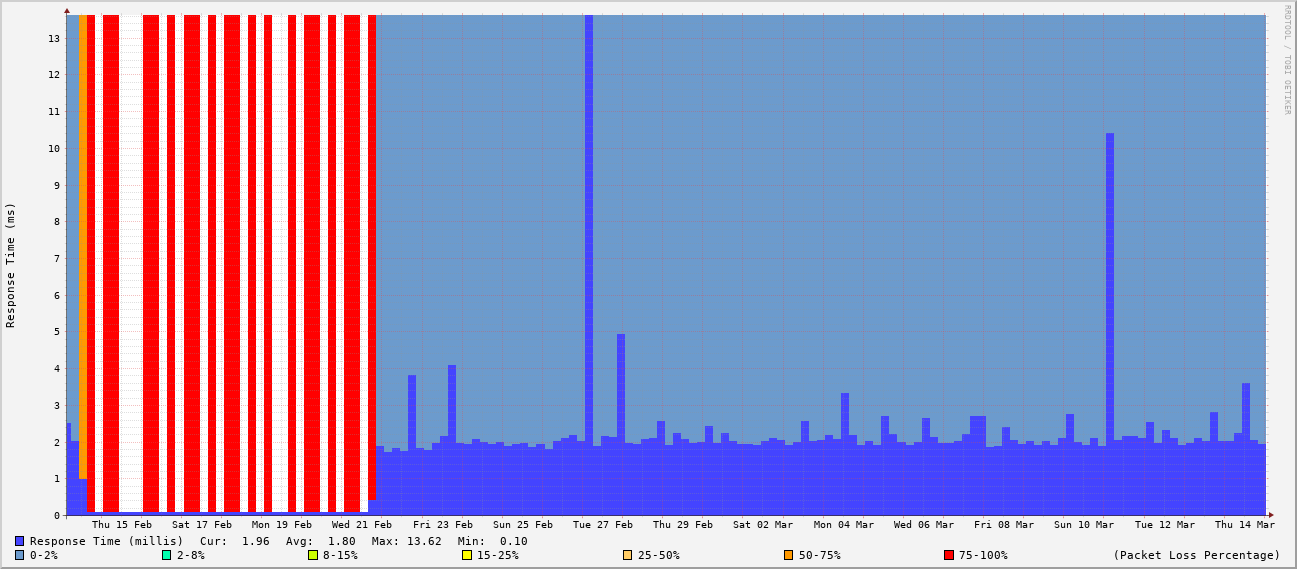 RRDTOOL / TOBI OETIKER
Response Time (ms)
13
12
11
10
9
8
7
6
5
4
3
2
1
0
Thu 15 Feb Sat 17 Feb Mon 19 Feb Wed 21 Feb Fri 23 Feb Sun 25 Feb Tue 27 Feb Thu 29 Feb Sat 02 Mar Mon 04 Mar Wed 06 Mar Fri 08 Mar Sun 10 Mar Tue 12 Mar Thu 14 Mar
Response Time (millis) Cur: 1.96 Avg: 1.80 Max: 13.62 Min: 0.10
0-2% 2-8% 8-15% 15-25% 25-50% 50-75% 75-100% (Packet Loss Percentage)